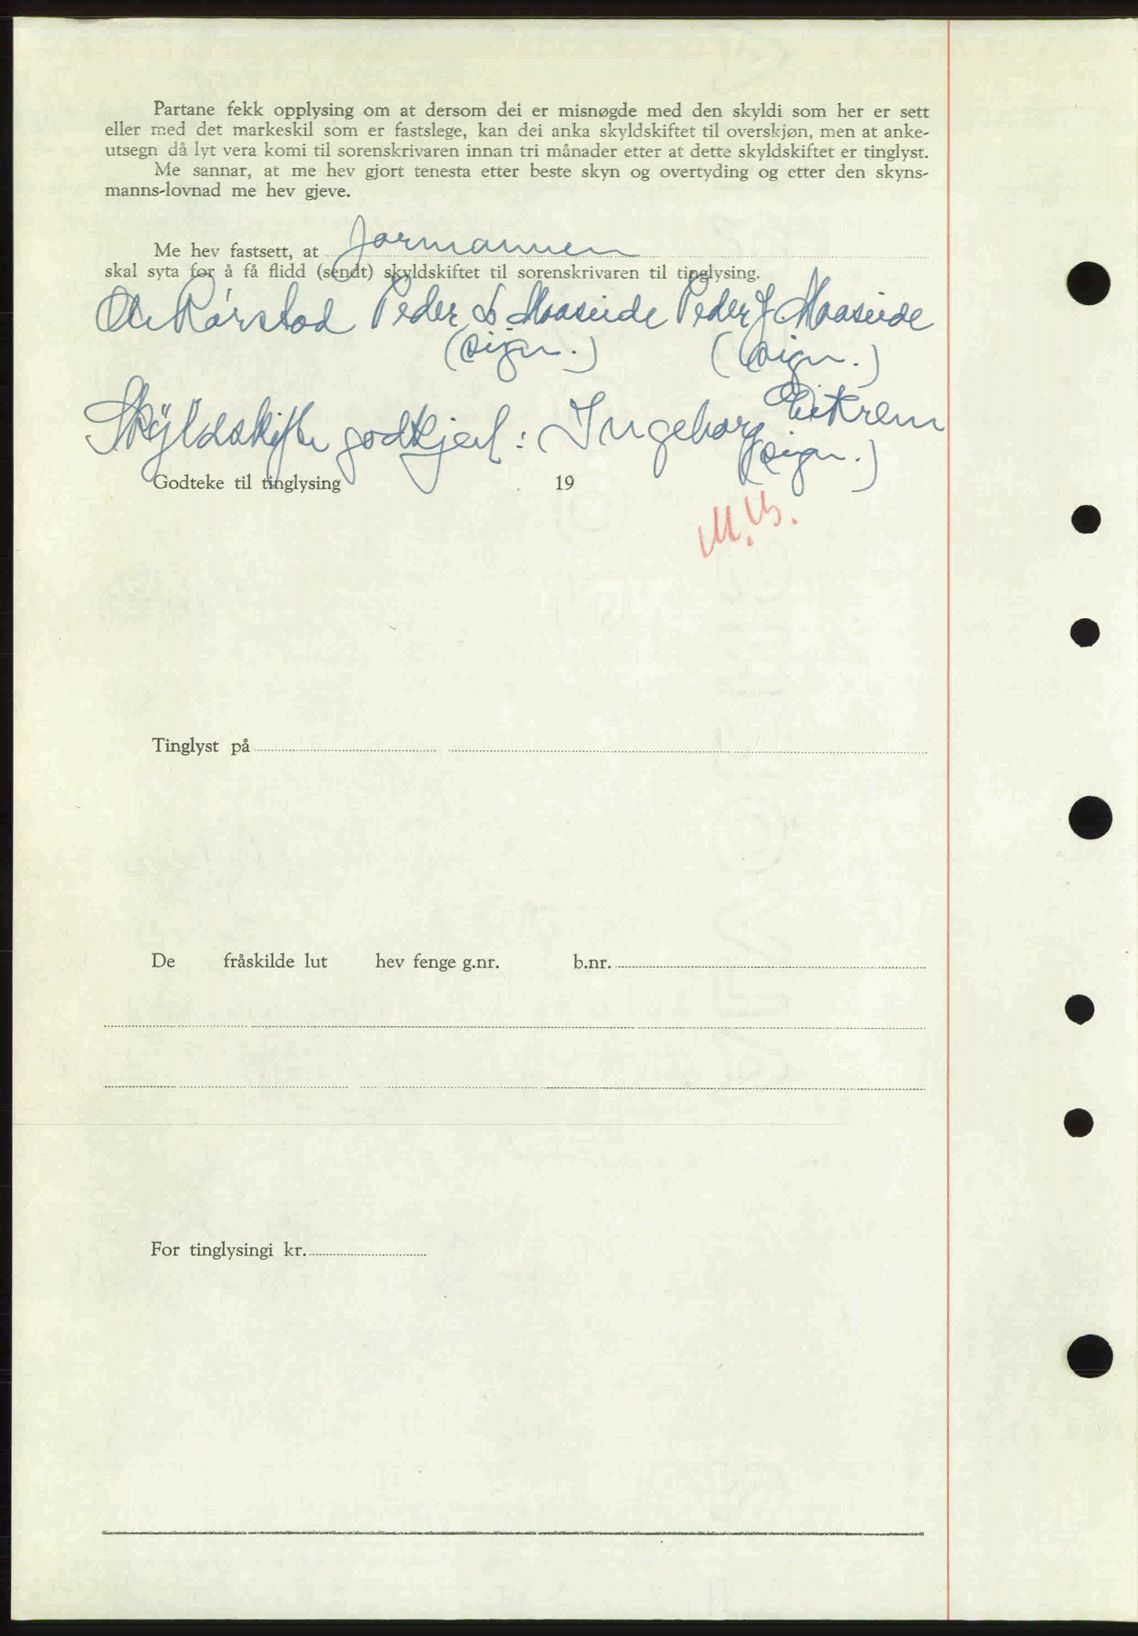 Partane fekk opplysing om at dersom dei er misnøgde med den skyldi som her er sett
eller med det markeskil som er fastslege, kan dei anka skyldskiftet til overskjøn, men at anke-
utsegn då lyt vera komi til sorenskrivaren innan tri månader etter at dette skyldskiftet er tinglyst.
Me sannar, at me hev gjort tenesta etter beste skyn og overtyding og etter den skyns-
manns-lovnad me hev gjeve.
Me hev fastsett, at formannen
skal syta for å få flidd (sendt) skyldskiftet til sorenskrivaren til tinglysing.
Ole Rørstad Peder L. Maaseide Peder J Maaseide
(sign.) (sign.)
Skyldskifte godkjent: Ingeborg Eikrem
(sign.)
Godteke til tinglysing 19
Tinglyst på
De fråskilde lut hev fenge g.nr. b.nr.
For tinglysingi kr.